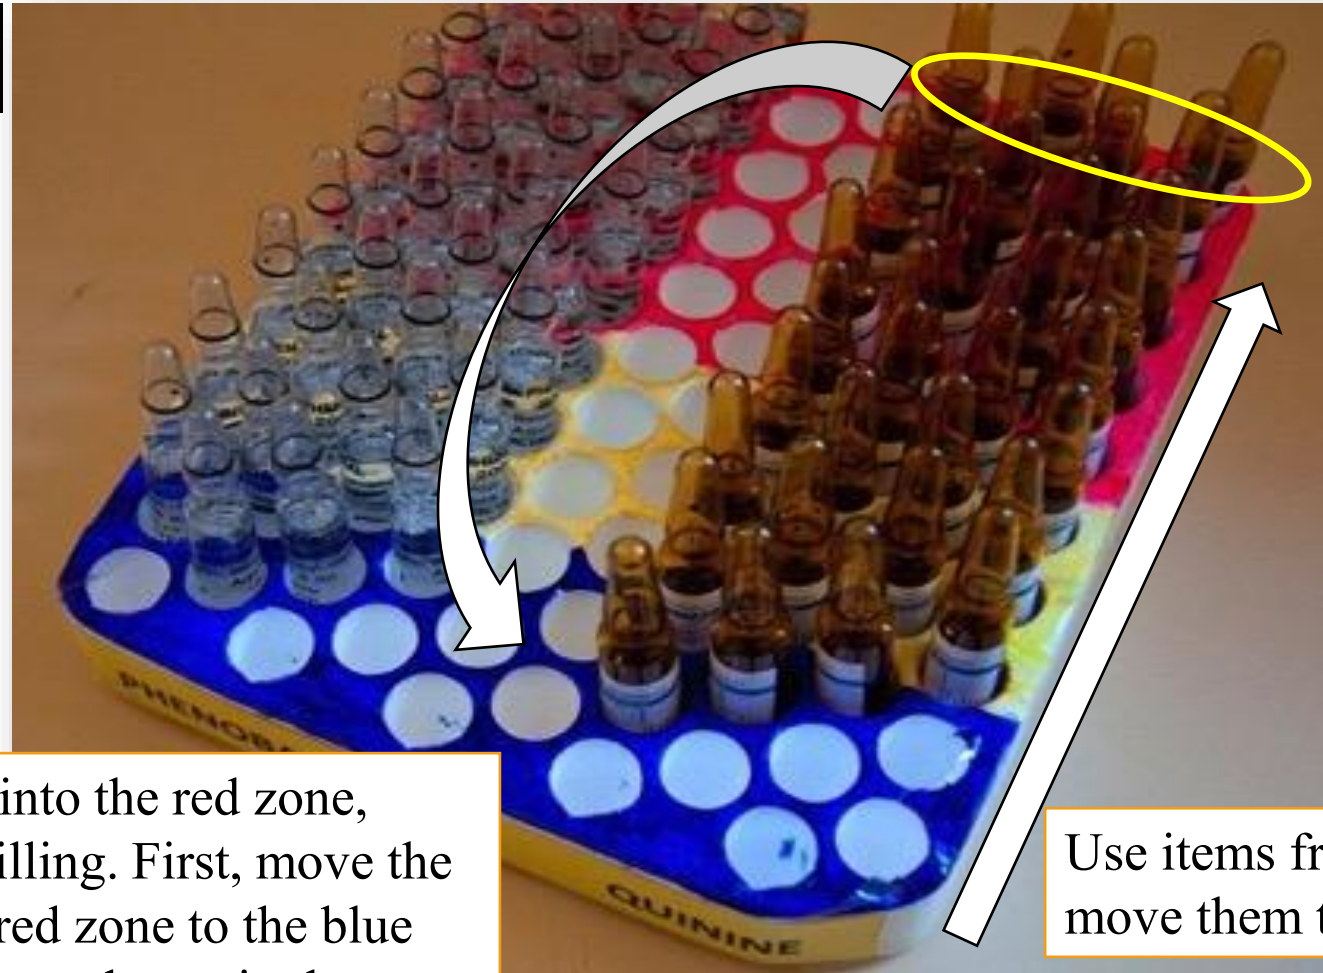 PHENOBA
QUININE
into the red zone,
illing. First, move the
red zone to the blue
Use items fr
move them t